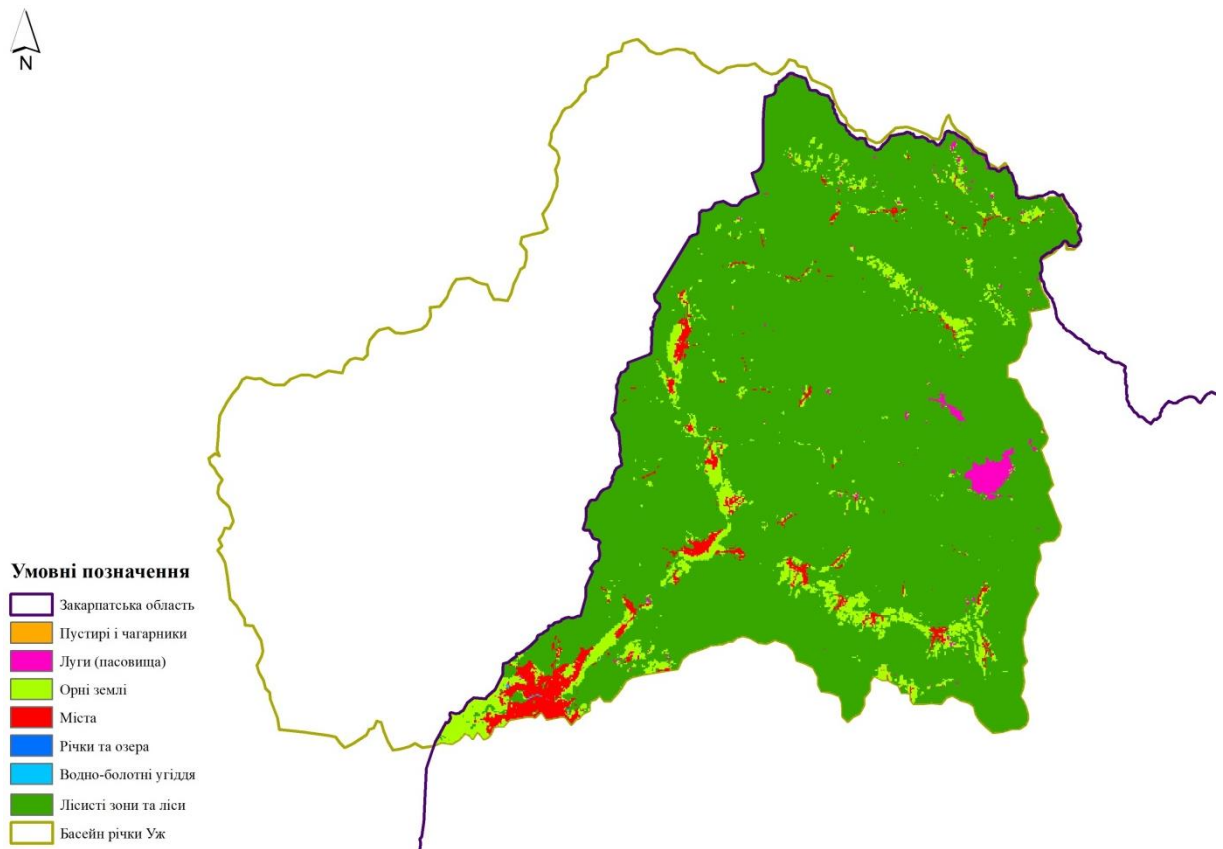 N
Умовні позначення
Закарпатська область
Пустирі і чагарники
Луги (пасовища)
Орні землі
Міста
Річки та озера
Водно-болотні угіддя
Лісисті зони та ліси
Басейн річки Уж